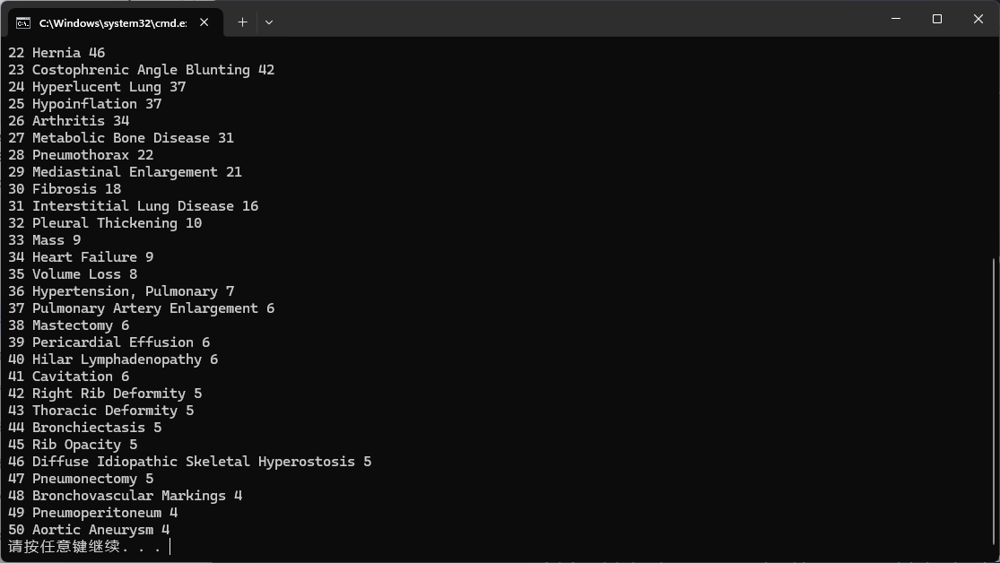 C:\Windows\system32\cmd.e
22 Hernia 46
23 Costophrenic Angle Blunting 42
24 Hyperlucent Lung 37
25 Hypoinflation 37
26 Arthritis 34
27 Metabolic Bone Disease 31
28 Pneumothorax 22
29 Mediastinal Enlargement 21
30 Fibrosis 18
31 Interstitial Lung Disease 16
32 Pleural Thickening 10
33 Mass 9
34 Heart Failure 9
35 Volume Loss 8
36 Hypertension, Pulmonary 7
37 Pulmonary Artery Enlargement 6
38 Mastectomy 6
39 Pericardial Effusion 6
40 Hilar Lymphadenopathy 6
41 Cavitation 6
42 Right Rib Deformity 5
43 Thoracic Deformity 5
44 Bronchiectasis 5
45 Rib Opacity 5
46 Diffuse Idiopathic Skeletal Hyperostosis 5
47 Pneumonectomy 5
48 Bronchovascular Markings 4
49 Pneumoperitoneum 4
50 Aortic Aneurysm 4
请按任意键继续. . .